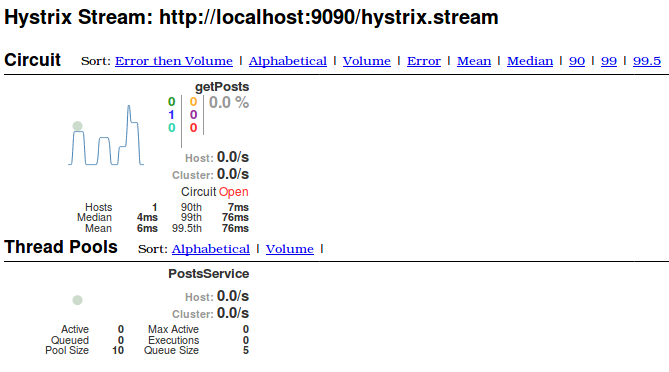 Hystrix Stream: http://localhost:9090/hystrix.stream
Circuit Sort: Error then Volume | Alphabetical | Volume | Error | Mean | Median | 90 | 99 | 99.5
getPosts
0 0 0.0 %
1 0
0 0
Host: 0.0/s
Cluster: 0.0/s
Circuit Open
Hosts 1 90th 7ms
Median 4ms 99th 76ms
Mean 6ms 99.5th 76ms
Thread Pools Sort: Alphabetical | Volume |
PostsService
Host: 0.0/s
Cluster: 0.0/s
Active 0 Max Active 0
Queued 0 Executions 0
Pool Size 10 Queue Size 5